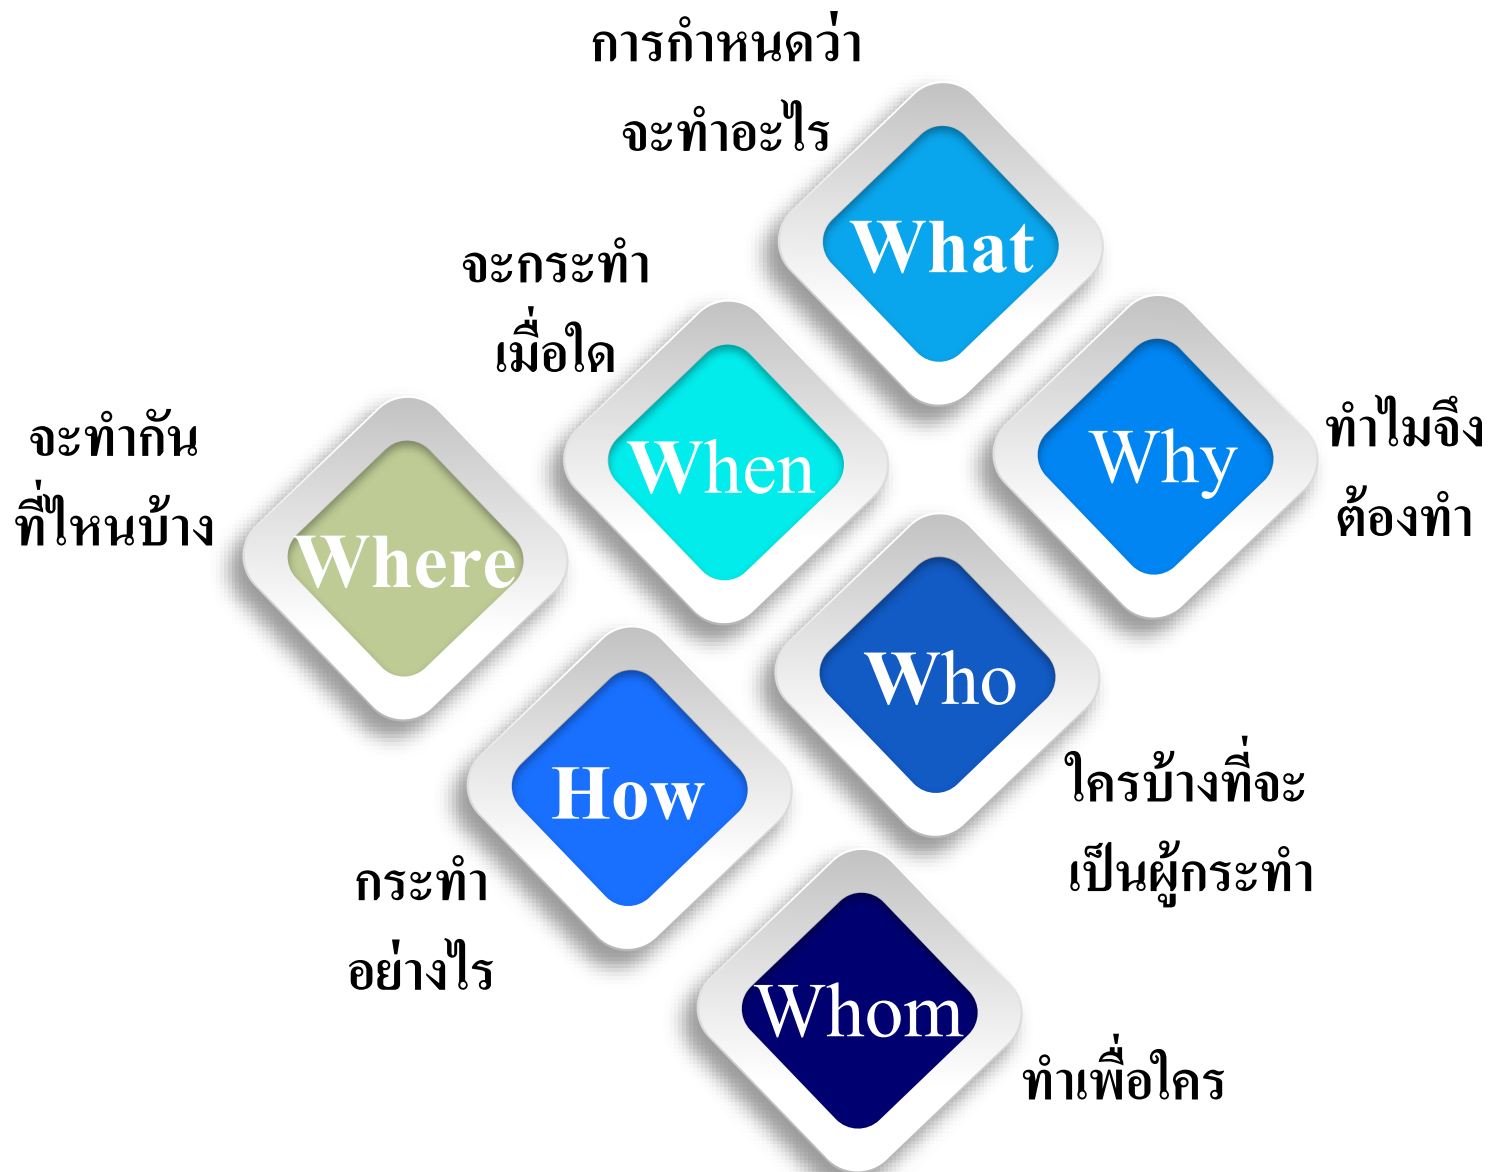 การกำหนดว่า
จะทำอะไร
What
จะกระทำ
เมื่อใด
When
Why
ทำไมจึง
ต้องทำ
จะทำกัน
ที่ไหนบ้าง
Where
Who
ใครบ้างที่จะ
เป็นผู้กระทำ
How
กระทำ
อย่างไร
Whom
ทำเพื่อใคร